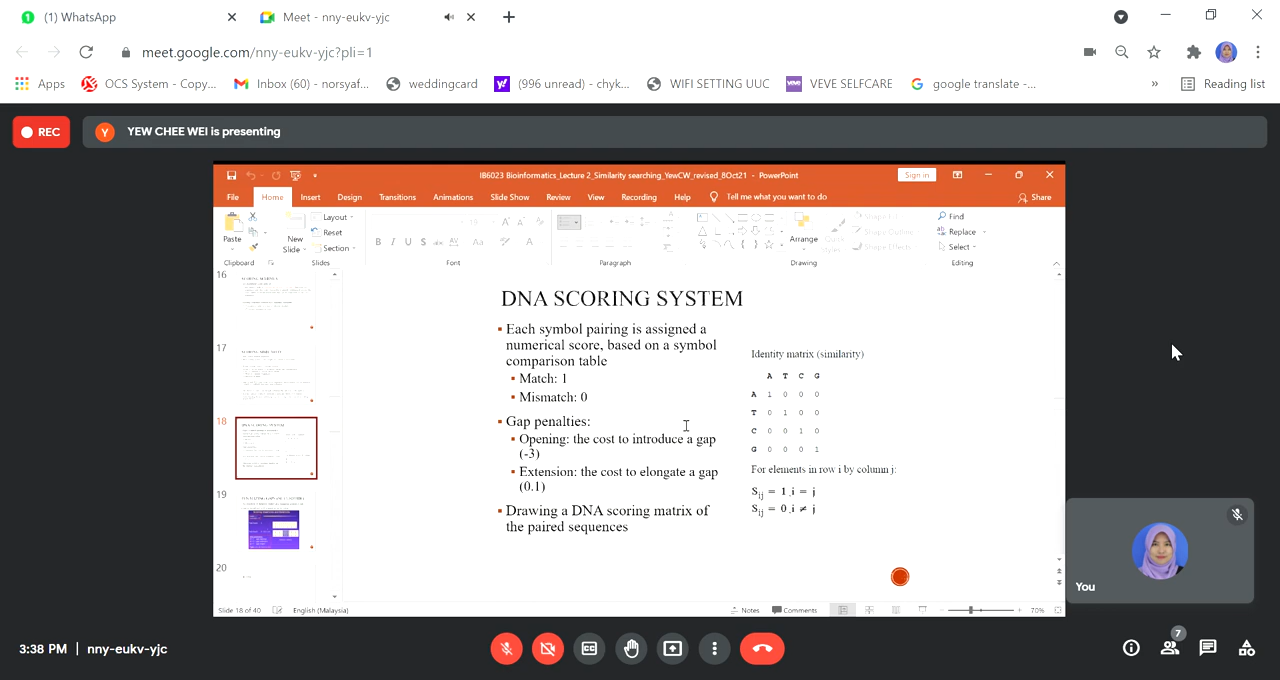 (1) WhatsApp
Meet - nny-eukv-yjc
meet.google.com/nny-eukv-yjc?pli=1
Apps
OCS System - Copy...
Inbox (60) - norsyaf...
weddingcard
(996 unread) - chyk...
WIFI SETTING UUC
VEVE SELFCARE
google translate -...
»
Reading list
REC
Y
YEW CHEE WEI is presenting
IB6023 Bioinformatics_Lecture 2_Similarity searching_YewCW_revised_8Oct21 - PowerPoint
Sign in
File Home Insert Design Transitions Animations Slide Show Review View Recording Help Tell me what you want to do
Share
Paste
New
Slide
Layout
Reset
Section
Arrange
Quick
Styles
Shape Fill
Shape Outline
Shape Effects
Find
Replace
Select
Clipboard
Slides
Font
Paragraph
Drawing
Editing
16
17
18
19
20
DNA SCORING SYSTEM
Each symbol pairing is assigned a
numerical score, based on a symbol
comparison table
Match: 1
Mismatch: 0
Gap penalties:
Opening: the cost to introduce a gap
(-3)
Extension: the cost to elongate a gap
(0.1)
Drawing a DNA scoring matrix of
the paired sequences
Identity matrix (similarity)
A T C G
A 1 0 0 0
T 0 1 0 0
C 0 0 1 0
G 0 0 0 1
For elements in row i by column j:
Sij = 1, i = j
Sij = 0, i ≠ j
Slide 18 of 40
English (Malaysia)
Notes
Comments
70%
You
3:38 PM | nny-eukv-yjc
7